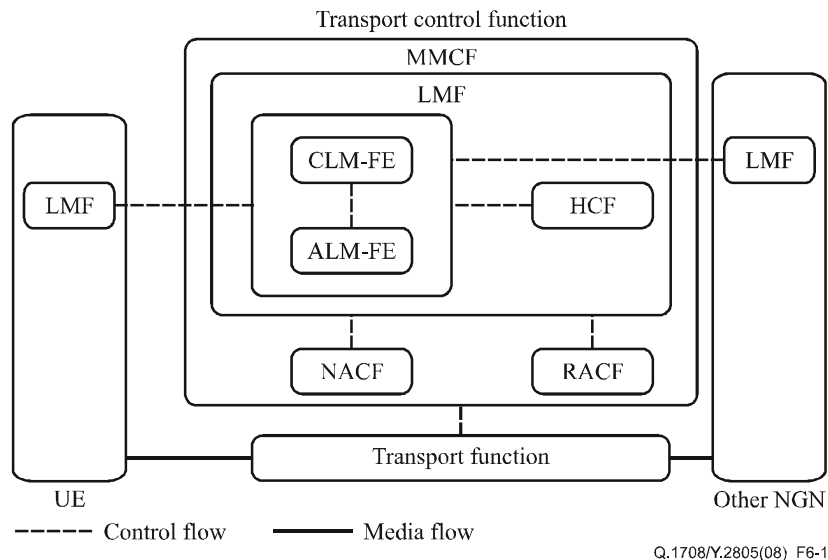 Transport control function
MMCF
LMF
CLM-FE
LMF
LMF
HCF
ALM-FE
NACF
RACF
Transport function
UE
Other NGN
Control flow
Media flow
Q.1708/Y.2805(08)_F6-1